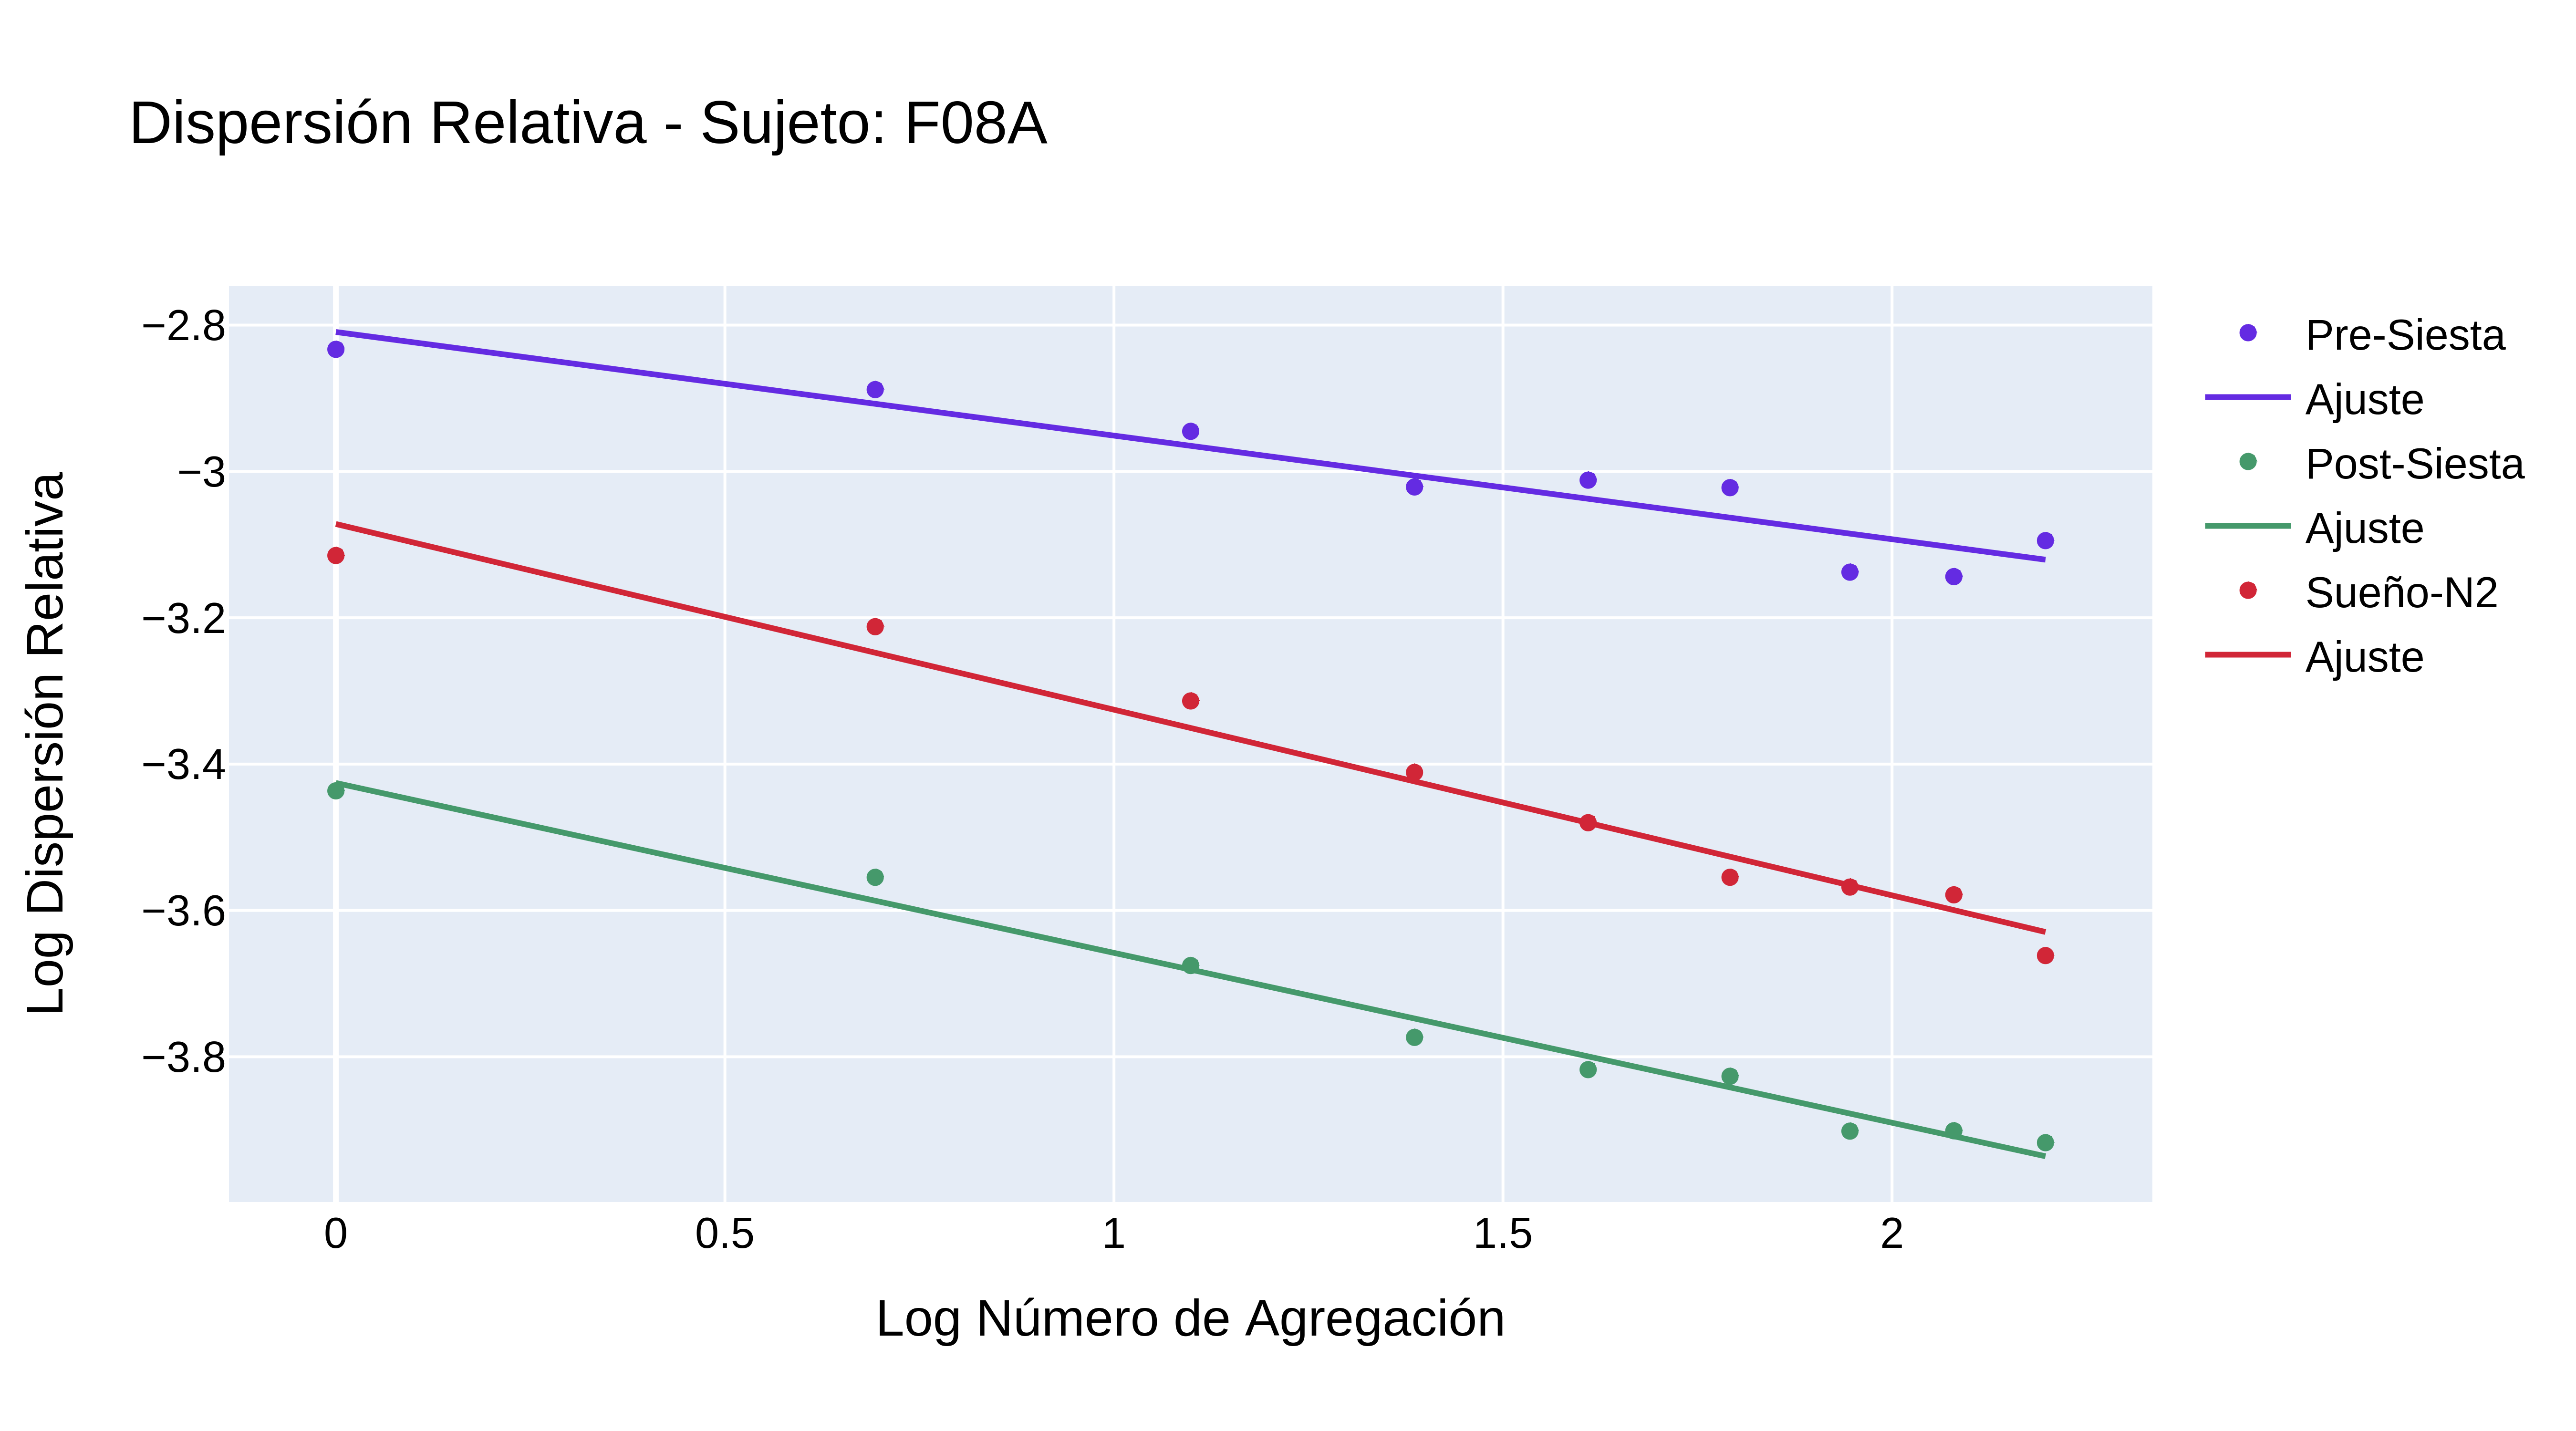 Dispersión Relativa - Sujeto: F08A
Log Dispersión Relativa
−2.8
−3
−3.2
−3.4
−3.6
−3.8
0
0.5
1
1.5
2
Log Número de Agregación
Pre-Siesta
Ajuste
Post-Siesta
Ajuste
Sueño-N2
Ajuste